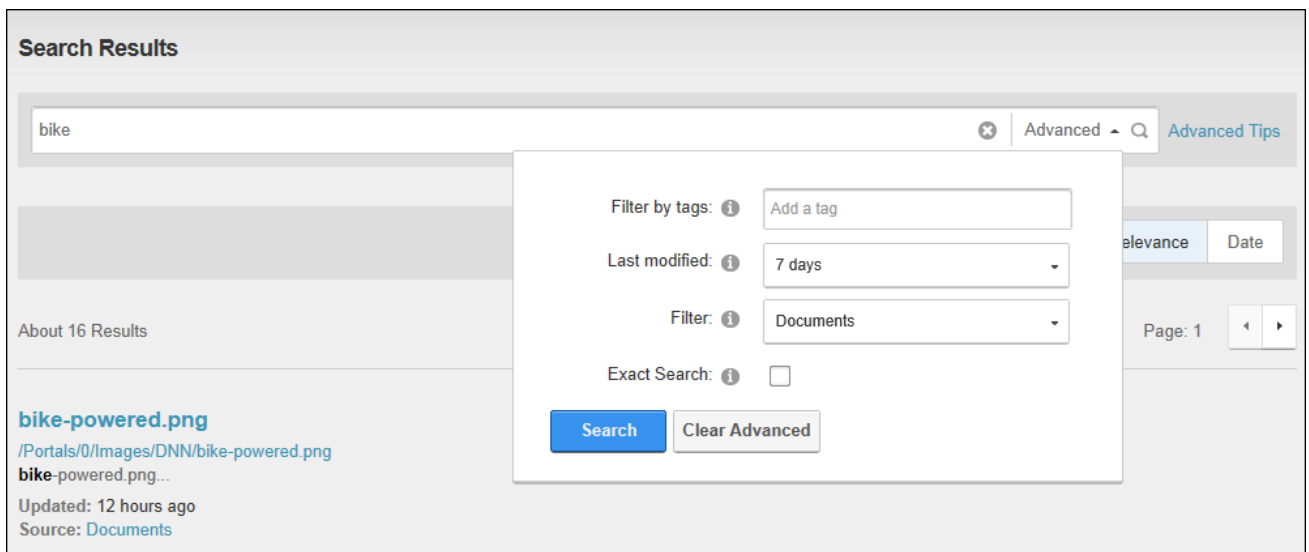 Search Results
bike
Advanced
Advanced Tips
Filter by tags:
Add a tag
elevance
Date
Last modified:
7 days
Filter:
Documents
About 16 Results
Page: 1
Exact Search:
Search
Clear Advanced
bike-powered.png
/Portals/0/Images/DNN/bike-powered.png
bike-powered.png...
Updated: 12 hours ago
Source: Documents